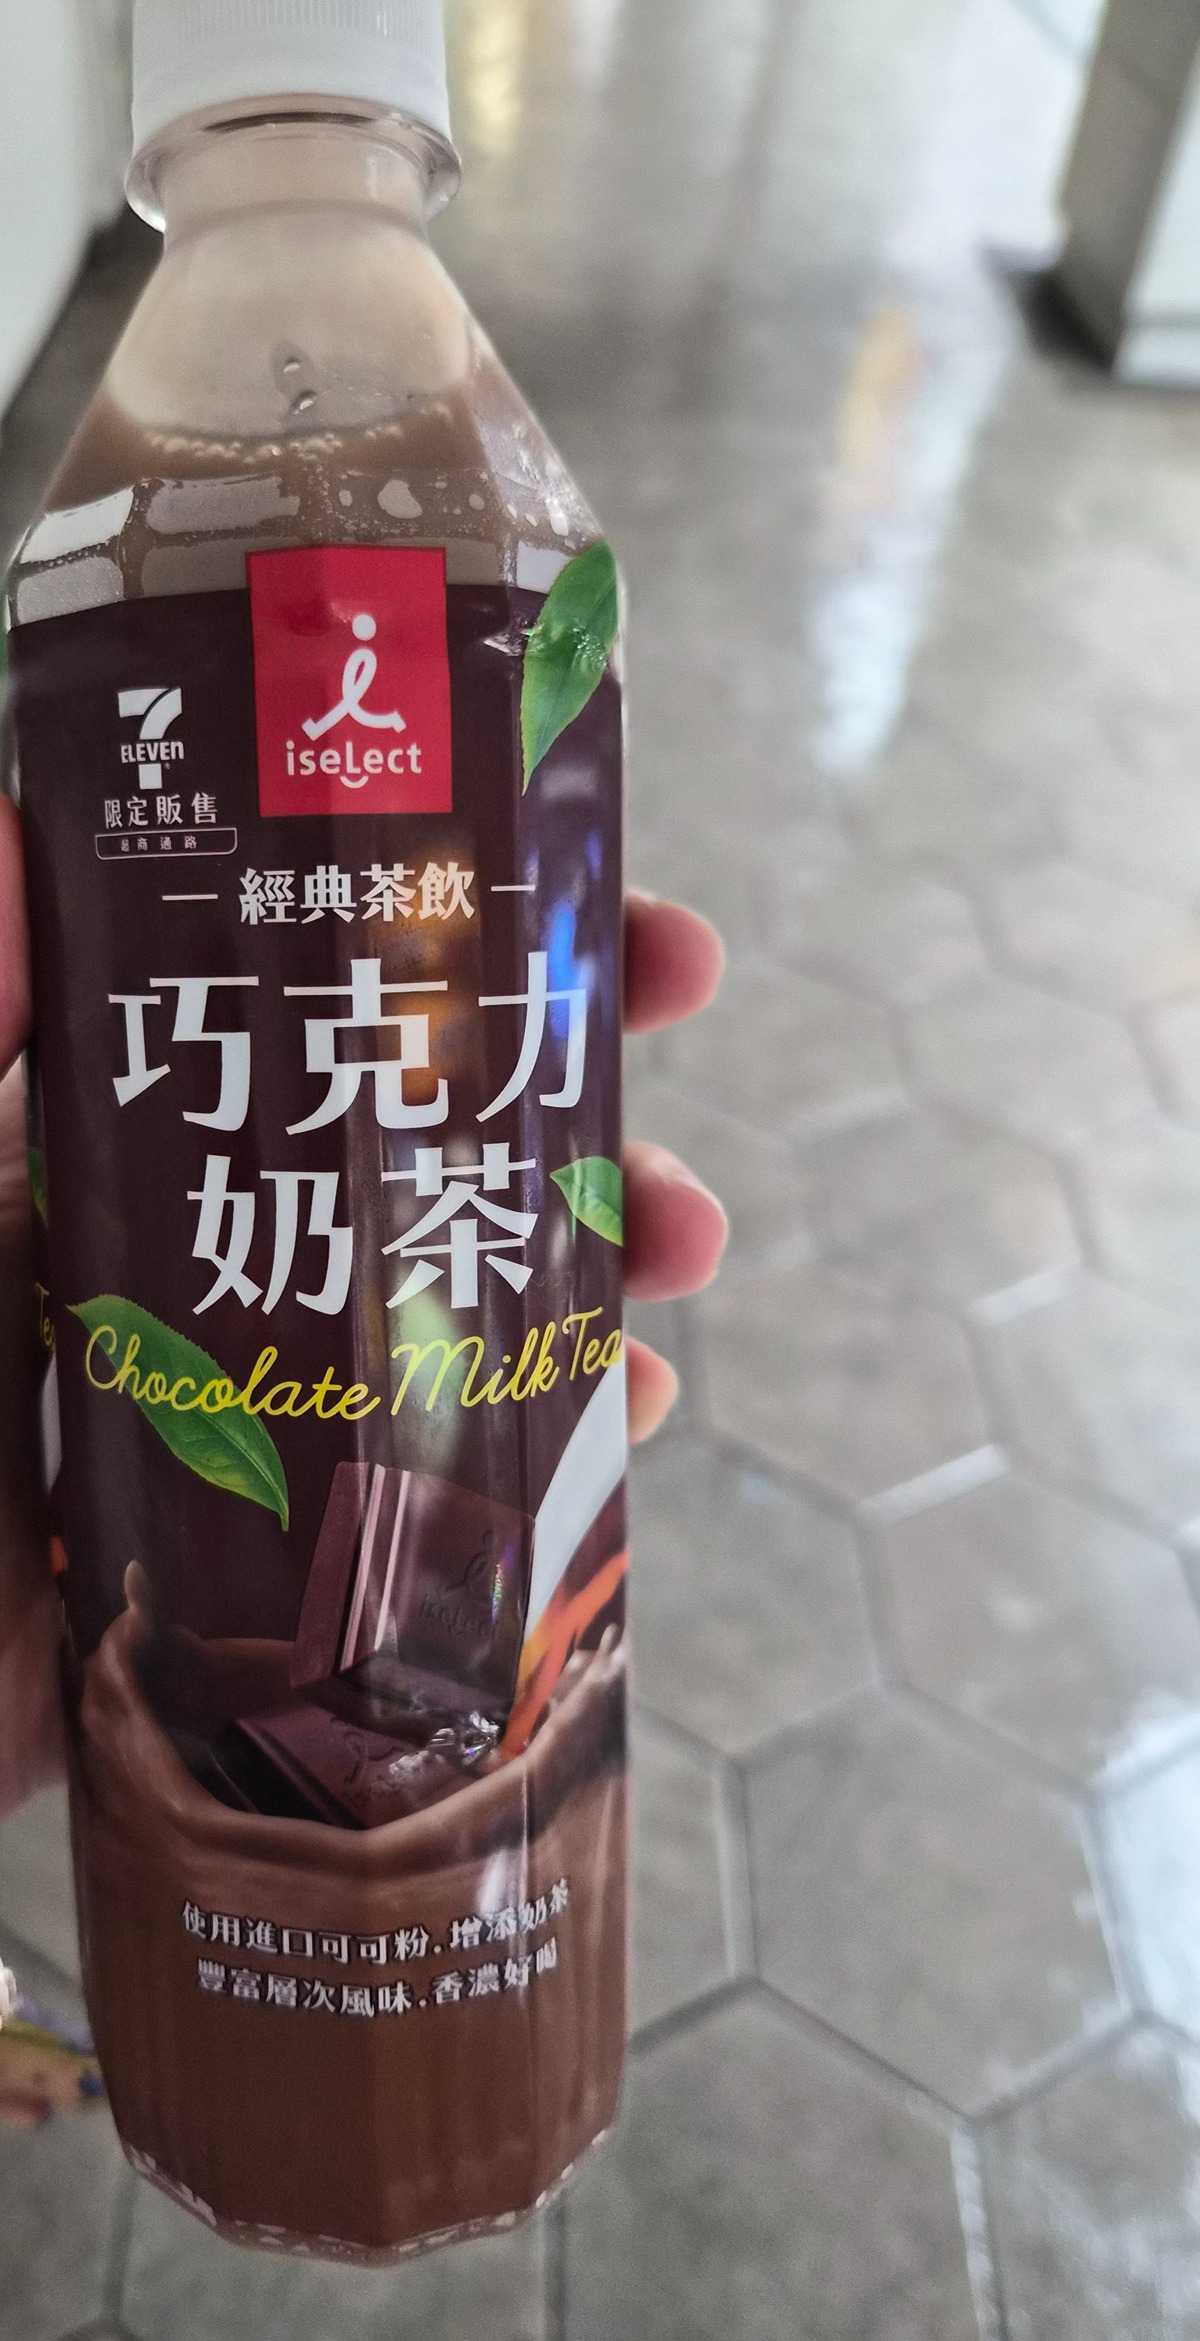 7
ELEVEN
限定販售
超商通路
iseLect
經典茶飲
巧克力
奶茶
Chocolate Milk Tea
iseLect
使用進口可可粉.增添奶茶
豐富層次風味.香濃好喝